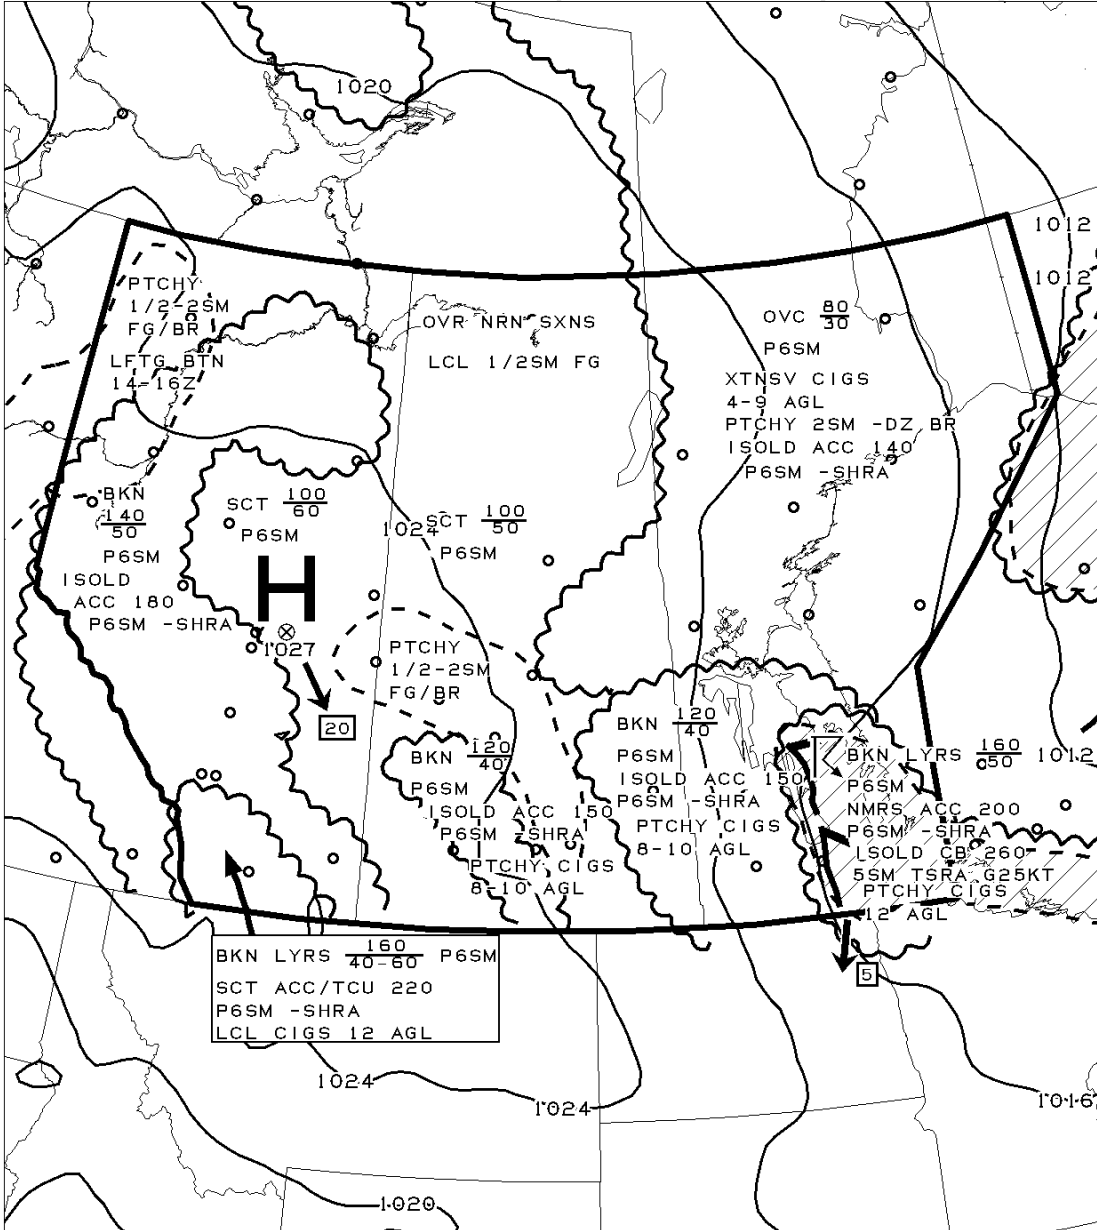 1020
1012
1012
PTCHY
1/2-2SM
FG/BR
LFTG BTN
14-16Z
OVR NRN SXNS
LCL 1/2SM FG
OVC 80
30
P6SM
XTNSV CIGS
4-9 AGL
PTCHY 2SM -DZ BR
ISOLD ACC 140
P6SM -SHRA
BKN
140
50
P6SM
ISOLD
ACC 180
P6SM -SHRA
SCT 100
60
P6SM
1024
SCT 100
50
P6SM
H
1027
20
PTCHY
1/2-2SM
FG/BR
BKN 120
40
P6SM
ISOLD ACC 150
P6SM -SHRA
PTCHY CIGS
8-10 AGL
BKN 120
40
P6SM
ISOLD ACC 150
P6SM -SHRA
PTCHY CIGS
8-10 AGL
BKN LYRS 160
50
1012
P6SM
NMRS ACC 200
P6SM -SHRA
ISOLD CB 260
5SM TSRA G25KT
PTCHY CIGS
12 AGL
5
BKN LYRS 160
40-60 P6SM
SCT ACC/TCU 220
P6SM -SHRA
LCL CIGS 12 AGL
1024
1024
1016
1020